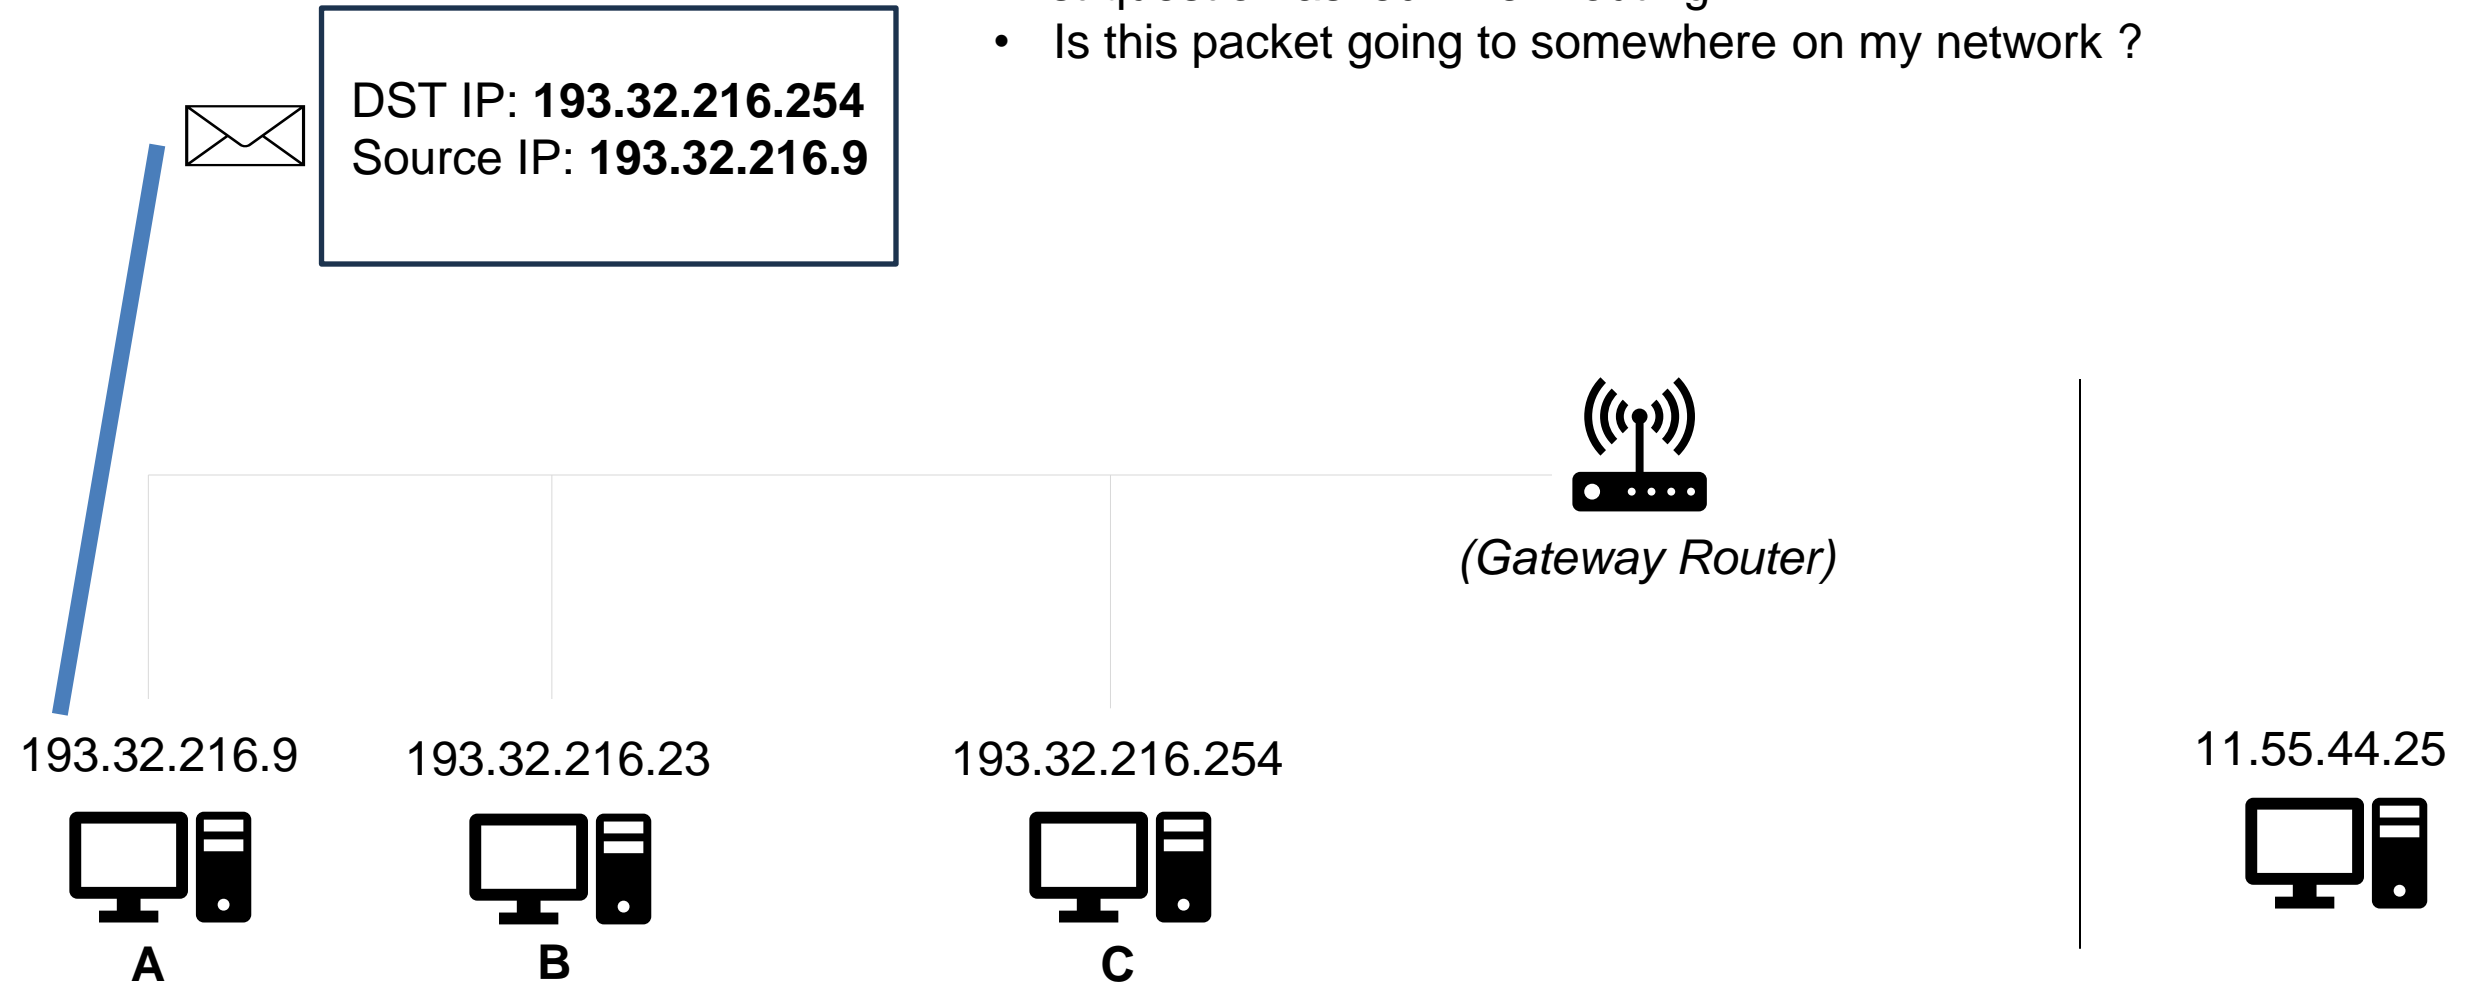 • Is this packet going to somewhere on my network ?
DST IP: 193.32.216.254
Source IP: 193.32.216.9
(Gateway Router)
193.32.216.9
193.32.216.23
193.32.216.254
11.55.44.25
A
B
C